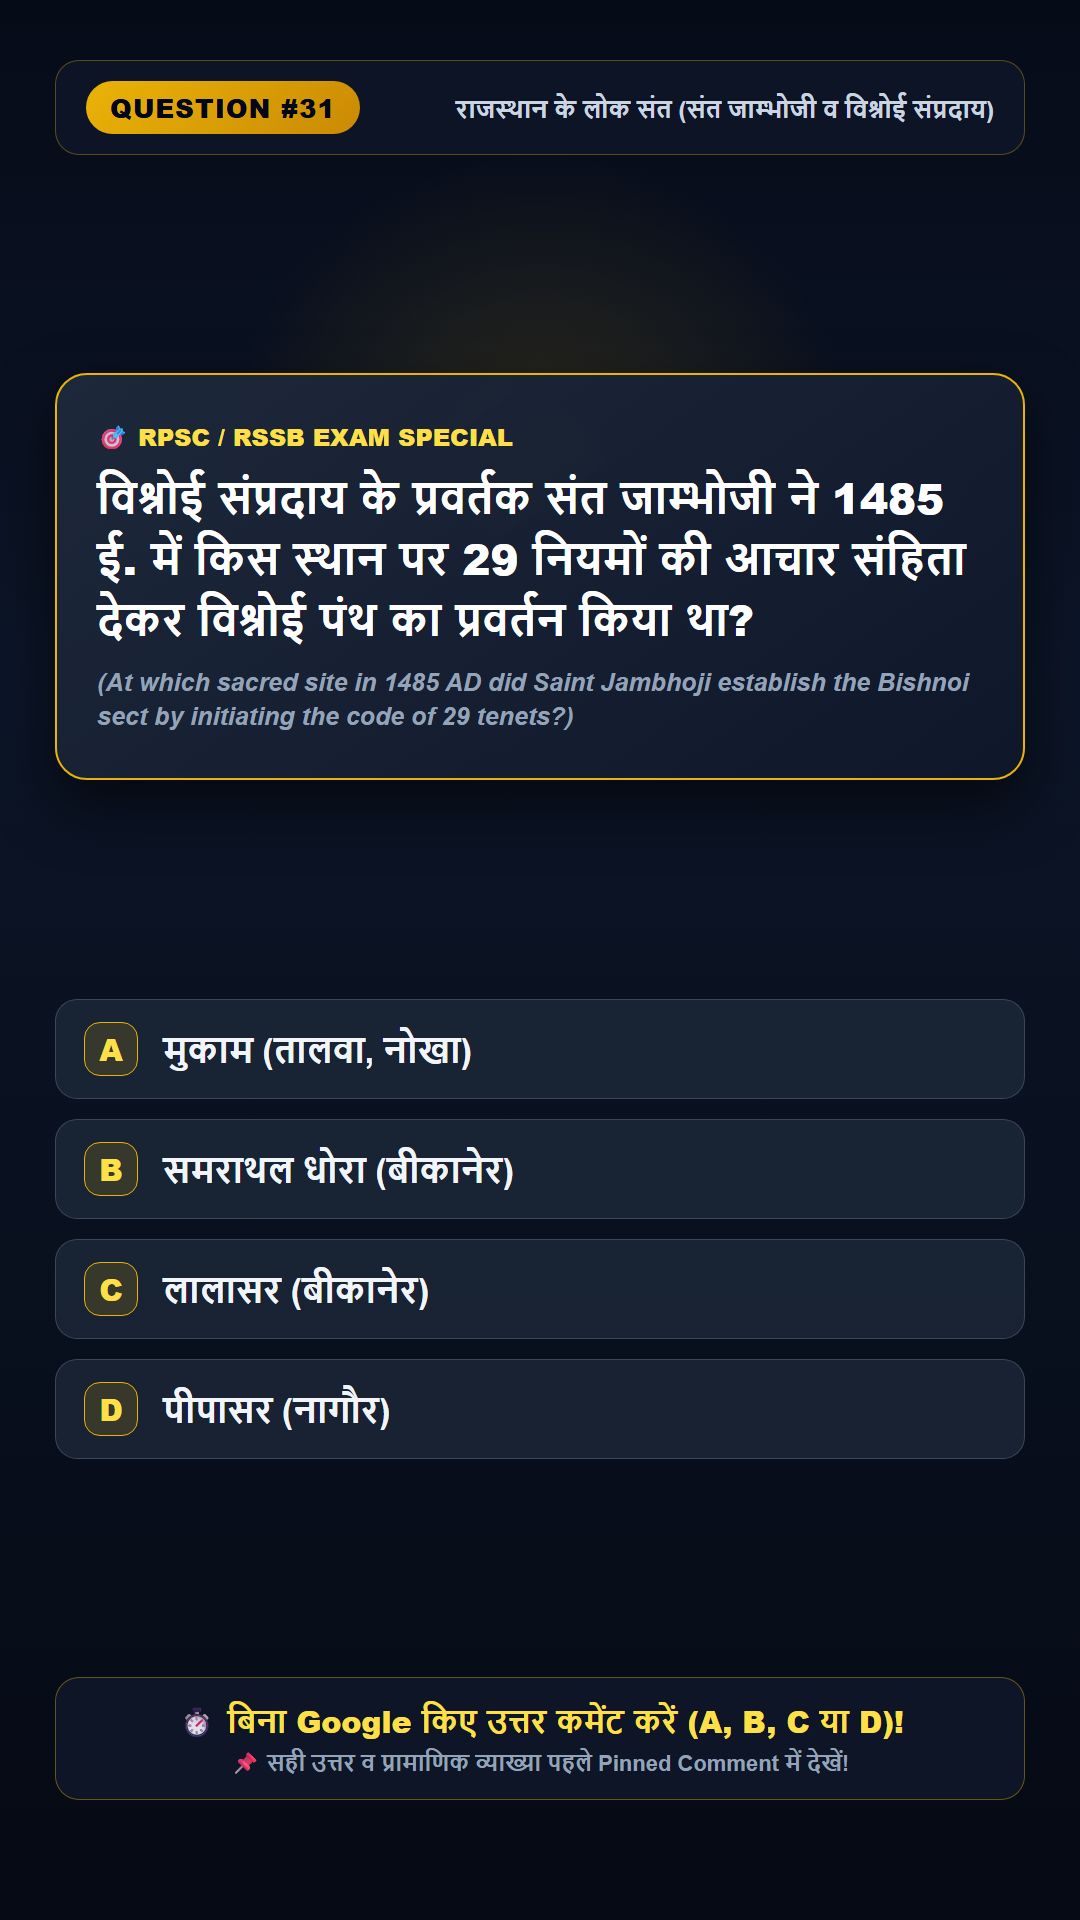 QUESTION #31
राजस्थान के लोक संत (संत जाम्भोजी व विश्नोई संप्रदाय)
🎯 RPSC / RSSB EXAM SPECIAL
विश्नोई संप्रदाय के प्रवर्तक संत जाम्भोजी ने 1485
ई. में किस स्थान पर 29 नियमों की आचार संहिता
देकर विश्नोई पंथ का प्रवर्तन किया था?
(At which sacred site in 1485 AD did Saint Jambhoji establish the Bishnoi
sect by initiating the code of 29 tenets?)
A मुकाम (तालवा, नोखा)
B समराथल धोरा (बीकानेर)
C लालासर (बीकानेर)
D पीपासर (नागौर)
⏱️ बिना Google किए उत्तर कमेंट करें (A, B, C या D)!
📌 सही उत्तर व प्रामाणिक व्याख्या पहले Pinned Comment में देखें!